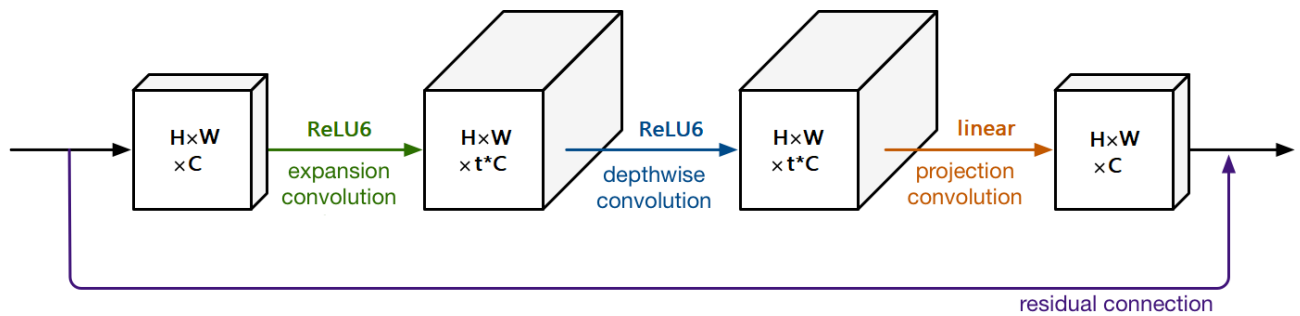 H×W
×C
ReLU6
expansion
convolution
H×W
×t*C
ReLU6
depthwise
convolution
H×W
×t*C
linear
projection
convolution
H×W
×C
residual connection